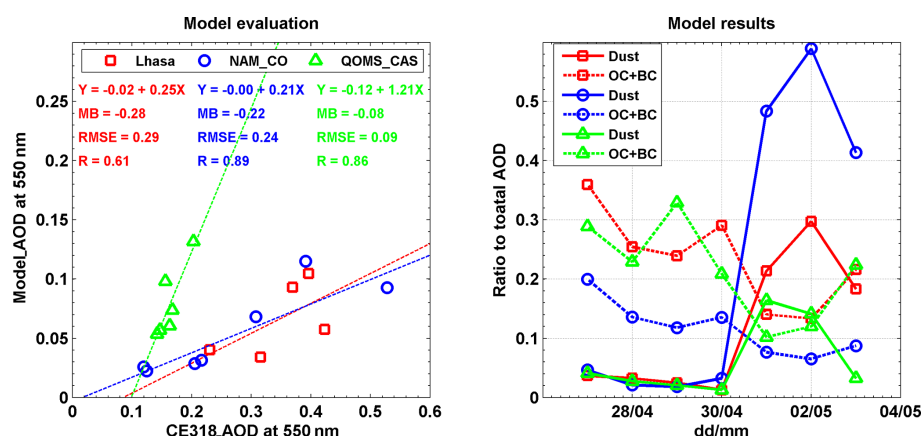 Model evaluation
Lhasa NAM_CO QOMS_CAS
Y = -0.02 + 0.25X Y = -0.00 + 0.21X Y = -0.12 + 1.21X
MB = -0.28 MB = -0.22 MB = -0.08
RMSE = 0.29 RMSE = 0.24 RMSE = 0.09
R = 0.61 R = 0.89 R = 0.86
Model_AOD at 550 nm
0.25
0.2
0.15
0.1
0.05
0
0 0.1 0.2 0.3 0.4 0.5 0.6
CE318_AOD at 550 nm
Model results
Dust
OC+BC
Dust
OC+BC
Dust
OC+BC
Ratio to toatal AOD
0.6
0.5
0.4
0.3
0.2
0.1
0
28/04 30/04 02/05 04/05
dd/mm